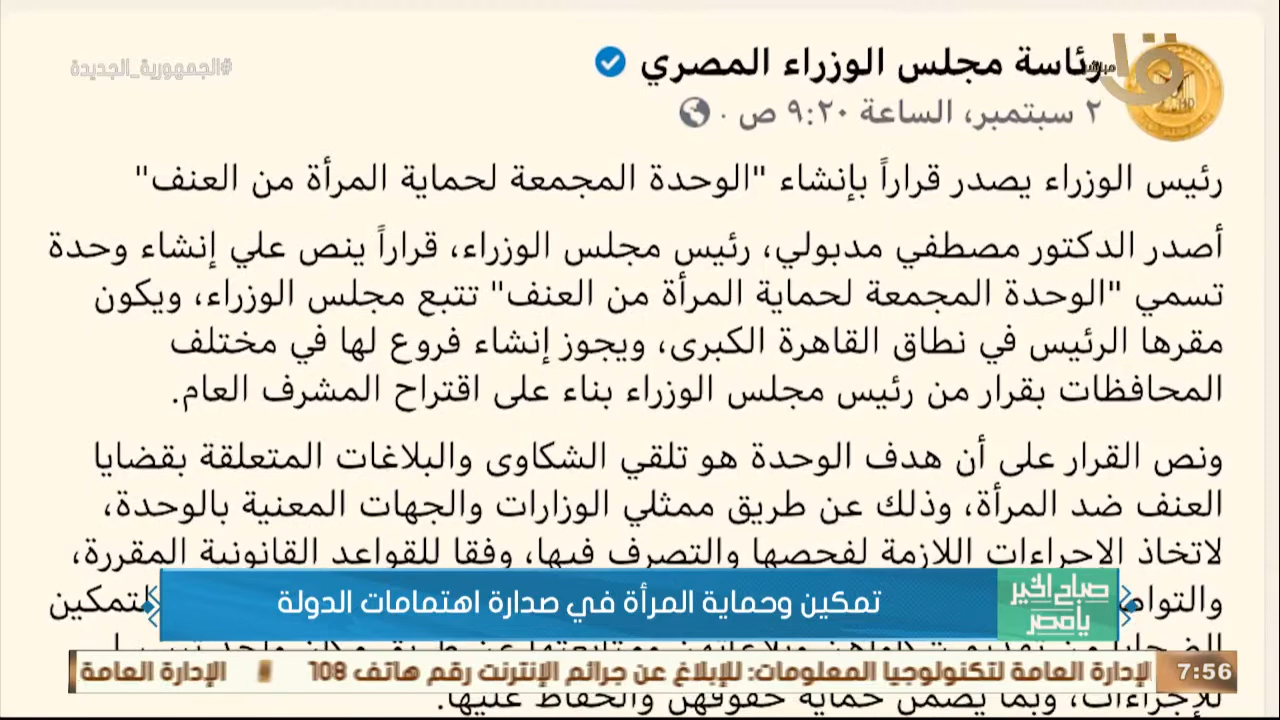 #الجمهورية_الجديدة
رئاسة مجلس الوزراء المصري
مباشر
٢ سبتمبر، الساعة ٩:٢٠ ص ·
رئيس الوزراء يصدر قراراً بإنشاء "الوحدة المجمعة لحماية المرأة من العنف"
أصدر الدكتور مصطفي مدبولي، رئيس مجلس الوزراء، قراراً ينص علي إنشاء وحدة
تسمي "الوحدة المجمعة لحماية المرأة من العنف" تتبع مجلس الوزراء، ويكون
مقرها الرئيس في نطاق القاهرة الكبرى، ويجوز إنشاء فروع لها في مختلف
المحافظات بقرار من رئيس مجلس الوزراء بناء على اقتراح المشرف العام.
ونص القرار على أن هدف الوحدة هو تلقي الشكاوى والبلاغات المتعلقة بقضايا
العنف ضد المرأة، وذلك عن طريق ممثلي الوزارات والجهات المعنية بالوحدة،
لاتخاذ الإجراءات اللازمة لفحصها والتصرف فيها، وفقا للقواعد القانونية المقررة،
صباح الخير يا مصر
تمكين وحماية المرأة في صدارة اهتمامات الدولة
7:56
الإدارة العامة لتكنولوجيا المعلومات: للإبلاغ عن جرائم الإنترنت رقم هاتف 108 الإدارة العامة
للإجراءات، وبما يضمن حماية حقوقهن والحفاظ عليها.